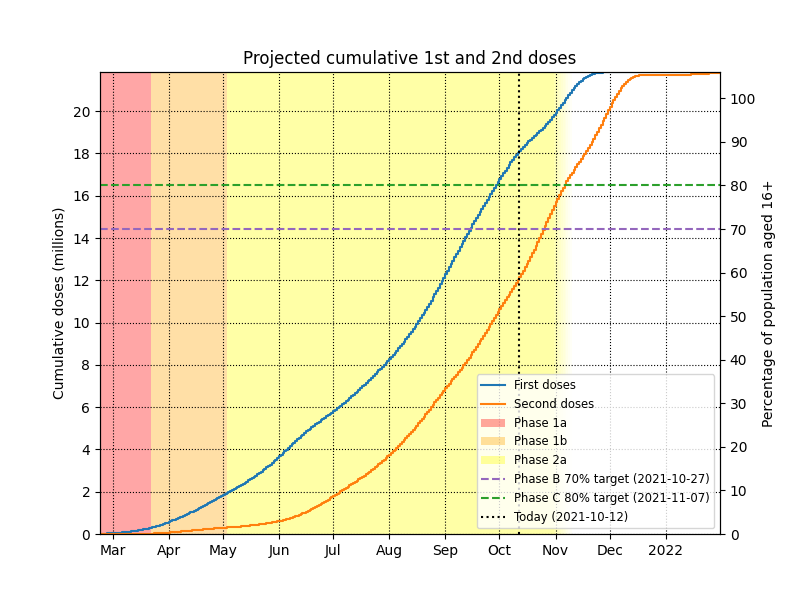 Projected cumulative 1st and 2nd doses
Cumulative doses (millions)
20
18
16
14
12
10
8
6
4
2
0
Mar Apr May Jun Jul Aug Sep Oct Nov Dec 2022
100
90
80
70
60
50
40
30
20
10
0
Percentage of population aged 16+
First doses
Second doses
Phase 1a
Phase 1b
Phase 2a
Phase B 70% target (2021-10-27)
Phase C 80% target (2021-11-07)
Today (2021-10-12)